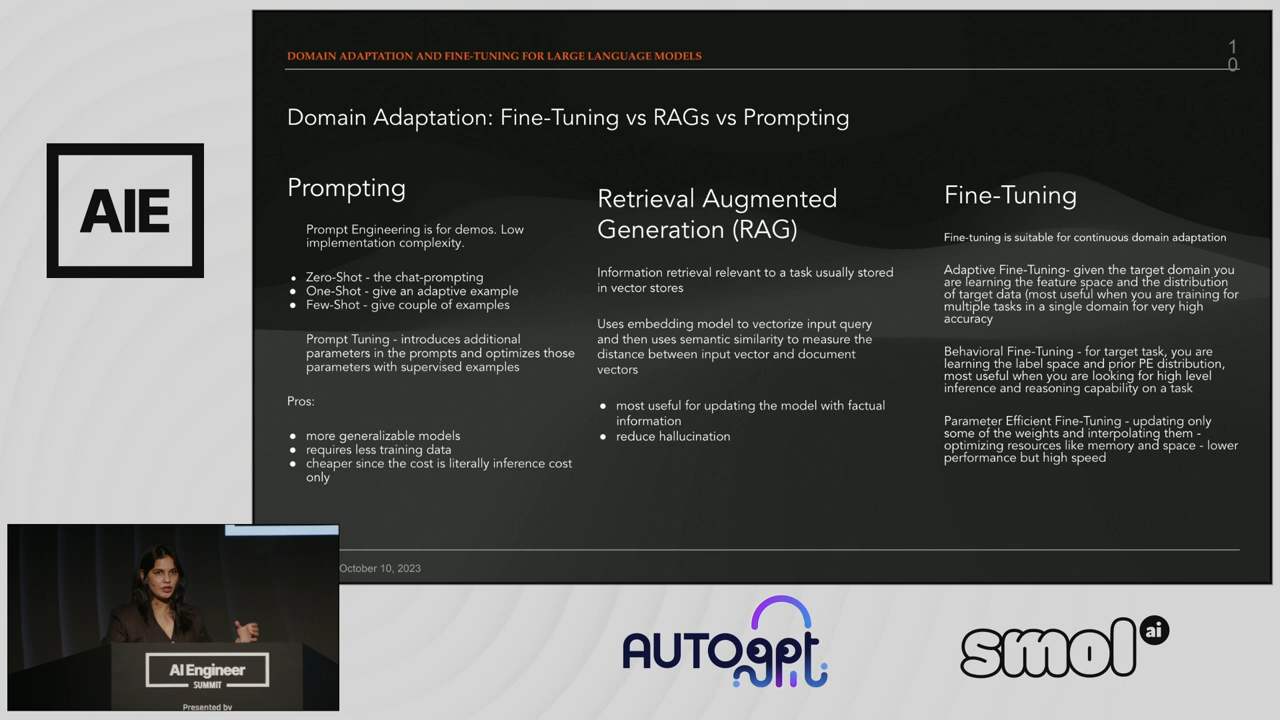 DOMAIN ADAPTATION AND FINE-TUNING FOR LARGE LANGUAGE MODELS
1
0
Domain Adaptation: Fine-Tuning vs RAGs vs Prompting
AIE
Prompting
Prompt Engineering is for demos. Low
implementation complexity.
● Zero-Shot - the chat-prompting
● One-Shot - give an adaptive example
● Few-Shot - give couple of examples
Prompt Tuning - introduces additional
parameters in the prompts and optimizes those
parameters with supervised examples
Pros:
● more generalizable models
● requires less training data
● cheaper since the cost is literally inference cost
only
Retrieval Augmented
Generation (RAG)
Information retrieval relevant to a task usually stored
in vector stores
Uses embedding model to vectorize input query
and then uses semantic similarity to measure the
distance between input vector and document
vectors
● most useful for updating the model with factual
information
● reduce hallucination
Fine-Tuning
Fine-tuning is suitable for continuous domain adaptation
Adaptive Fine-Tuning- given the target domain you
are learning the feature space and the distribution
of target data (most useful when you are training for
multiple tasks in a single domain for very high
accuracy
Behavioral Fine-Tuning - for target task, you are
learning the label space and prior PE distribution,
most useful when you are looking for high level
inference and reasoning capability on a task
Parameter Efficient Fine-Tuning - updating only
some of the weights and interpolating them -
optimizing resources like memory and space - lower
performance but high speed
October 10, 2023
AI Engineer
SUMMIT
Presented by
AUTOgpt
smol ai